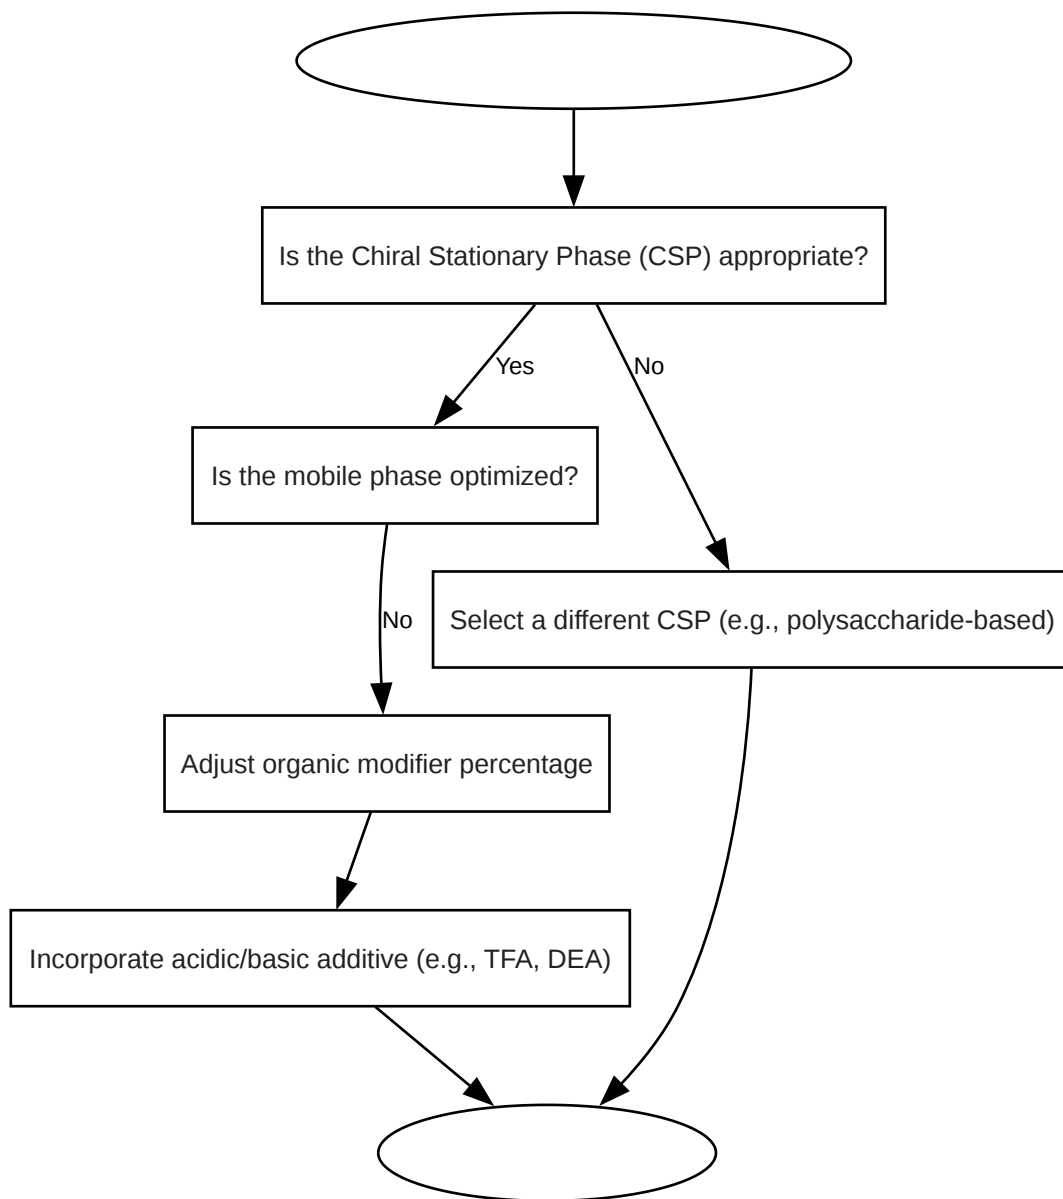 Is the Chiral Stationary Phase (CSP) appropriate?
Yes
No
Is the mobile phase optimized?
No
Select a different CSP (e.g., polysaccharide-based)
Adjust organic modifier percentage
Incorporate acidic/basic additive (e.g., TFA, DEA)